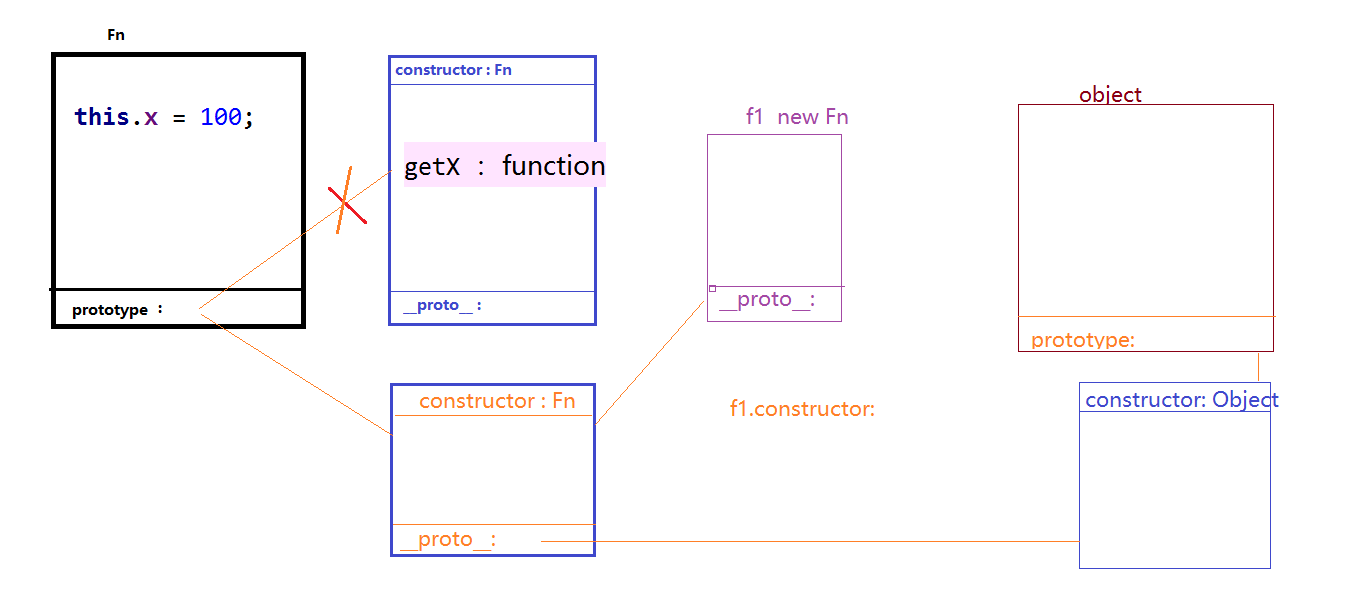 Fn
this.x = 100;
prototype :
constructor : Fn
getX : function
__proto__ :
constructor : Fn
__proto__:
f1 new Fn
__proto__:
f1.constructor:
object
prototype:
constructor: Object